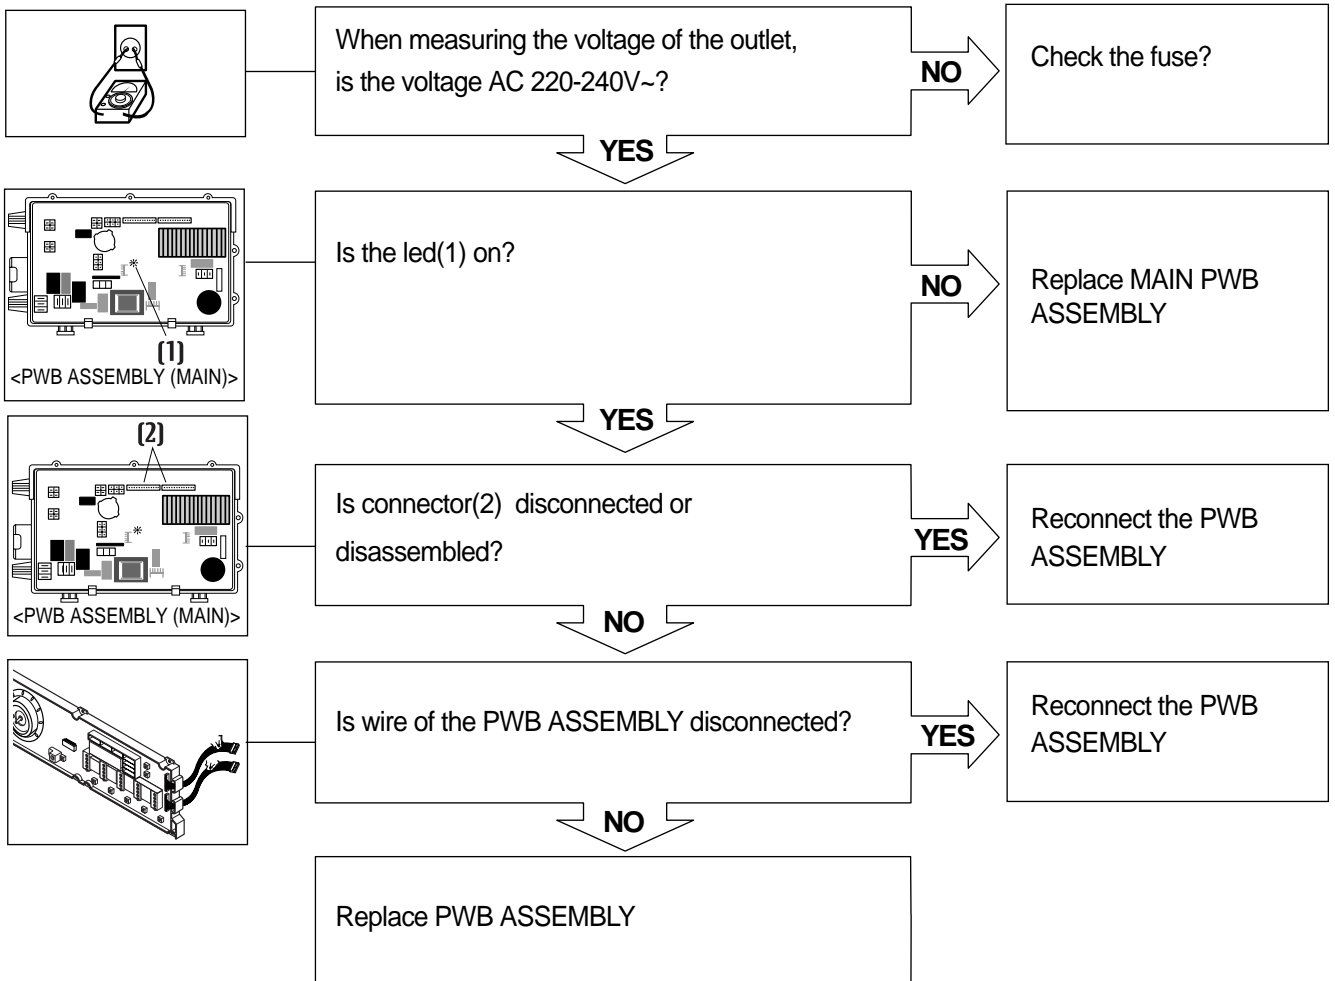 When measuring the voltage of the outlet,
is the voltage AC 220-240V~?
NO
Check the fuse?
YES
(1)
<PWB ASSEMBLY (MAIN)>
Is the led(1) on?
NO
Replace MAIN PWB
ASSEMBLY
YES
(2)
<PWB ASSEMBLY (MAIN)>
Is connector(2)  disconnected or
disassembled?
YES
Reconnect the PWB
ASSEMBLY
NO
Is wire of the PWB ASSEMBLY disconnected?
YES
Reconnect the PWB
ASSEMBLY
NO
Replace PWB ASSEMBLY